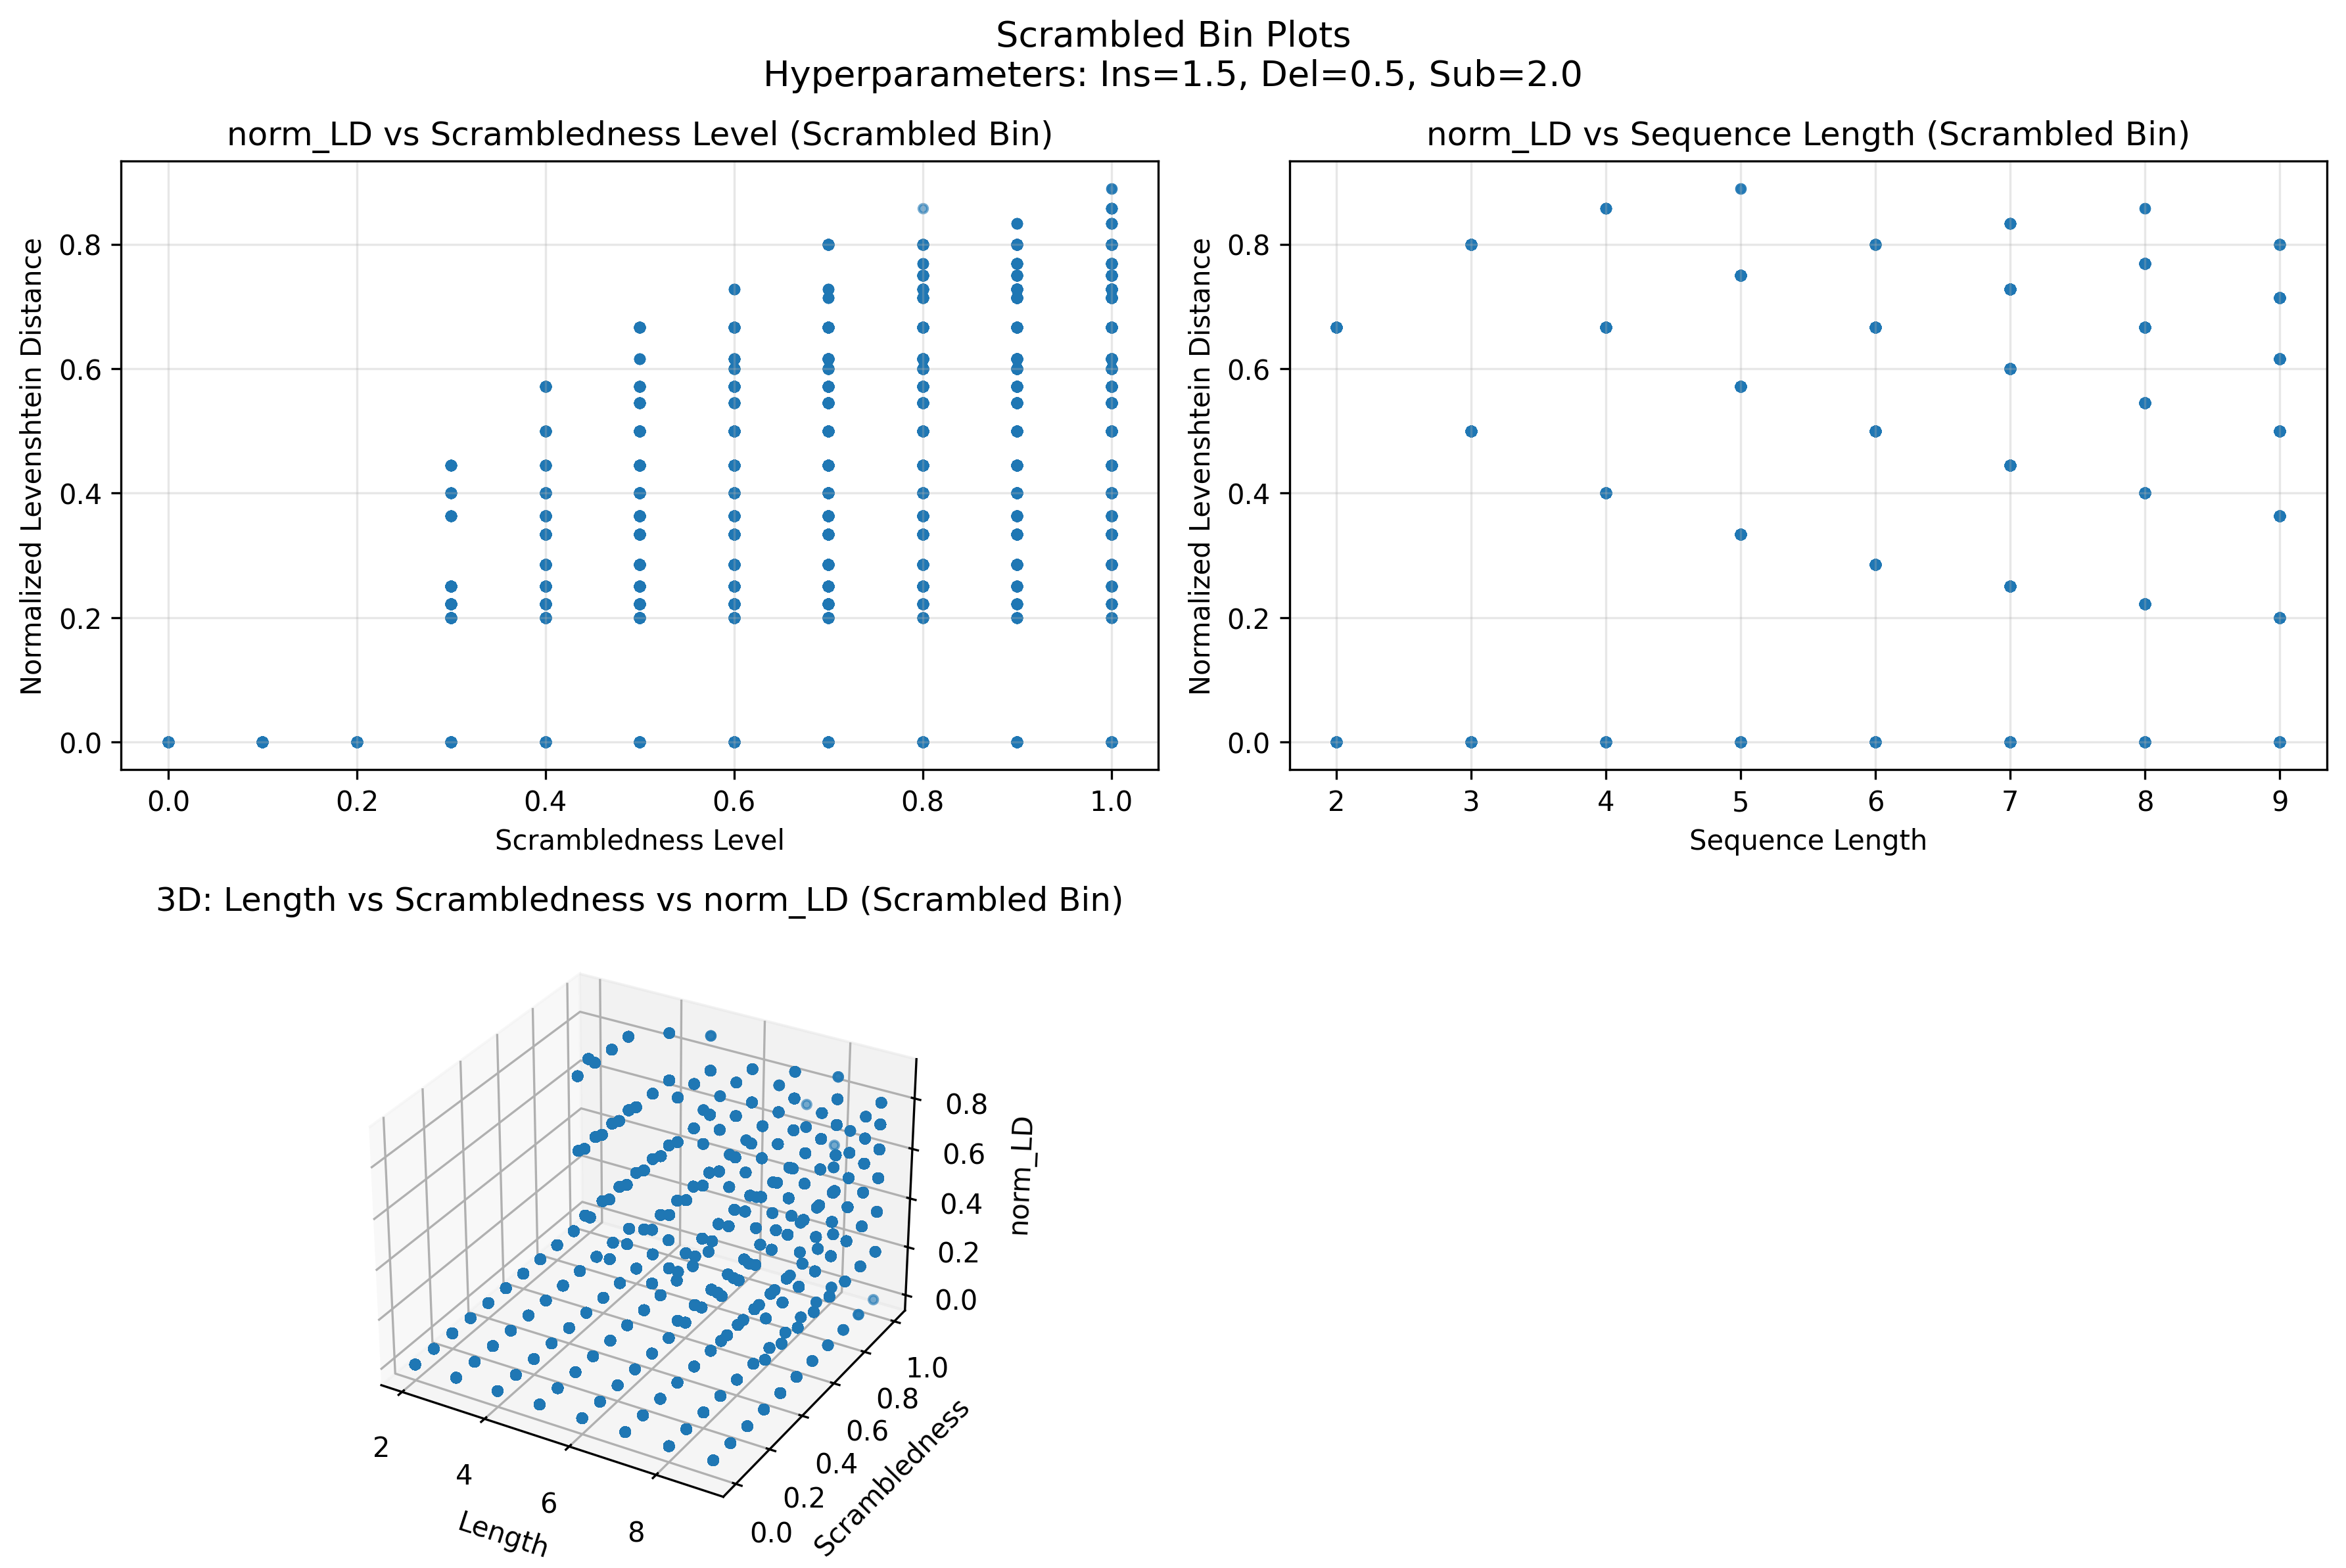 Scrambled Bin Plots
Hyperparameters: Ins=1.5, Del=0.5, Sub=2.0
norm_LD vs Scrambledness Level (Scrambled Bin)
Normalized Levenshtein Distance
0.8
0.6
0.4
0.2
0.0
0.0 0.2 0.4 0.6 0.8 1.0
Scrambledness Level
norm_LD vs Sequence Length (Scrambled Bin)
Normalized Levenshtein Distance
0.8
0.6
0.4
0.2
0.0
2 3 4 5 6 7 8 9
Sequence Length
3D: Length vs Scrambledness vs norm_LD (Scrambled Bin)
0.8
0.6
0.4
0.2
0.0
norm_LD
1.0
0.8
0.6
0.4
0.2
0.0
Scrambledness
2
4
6
8
Length